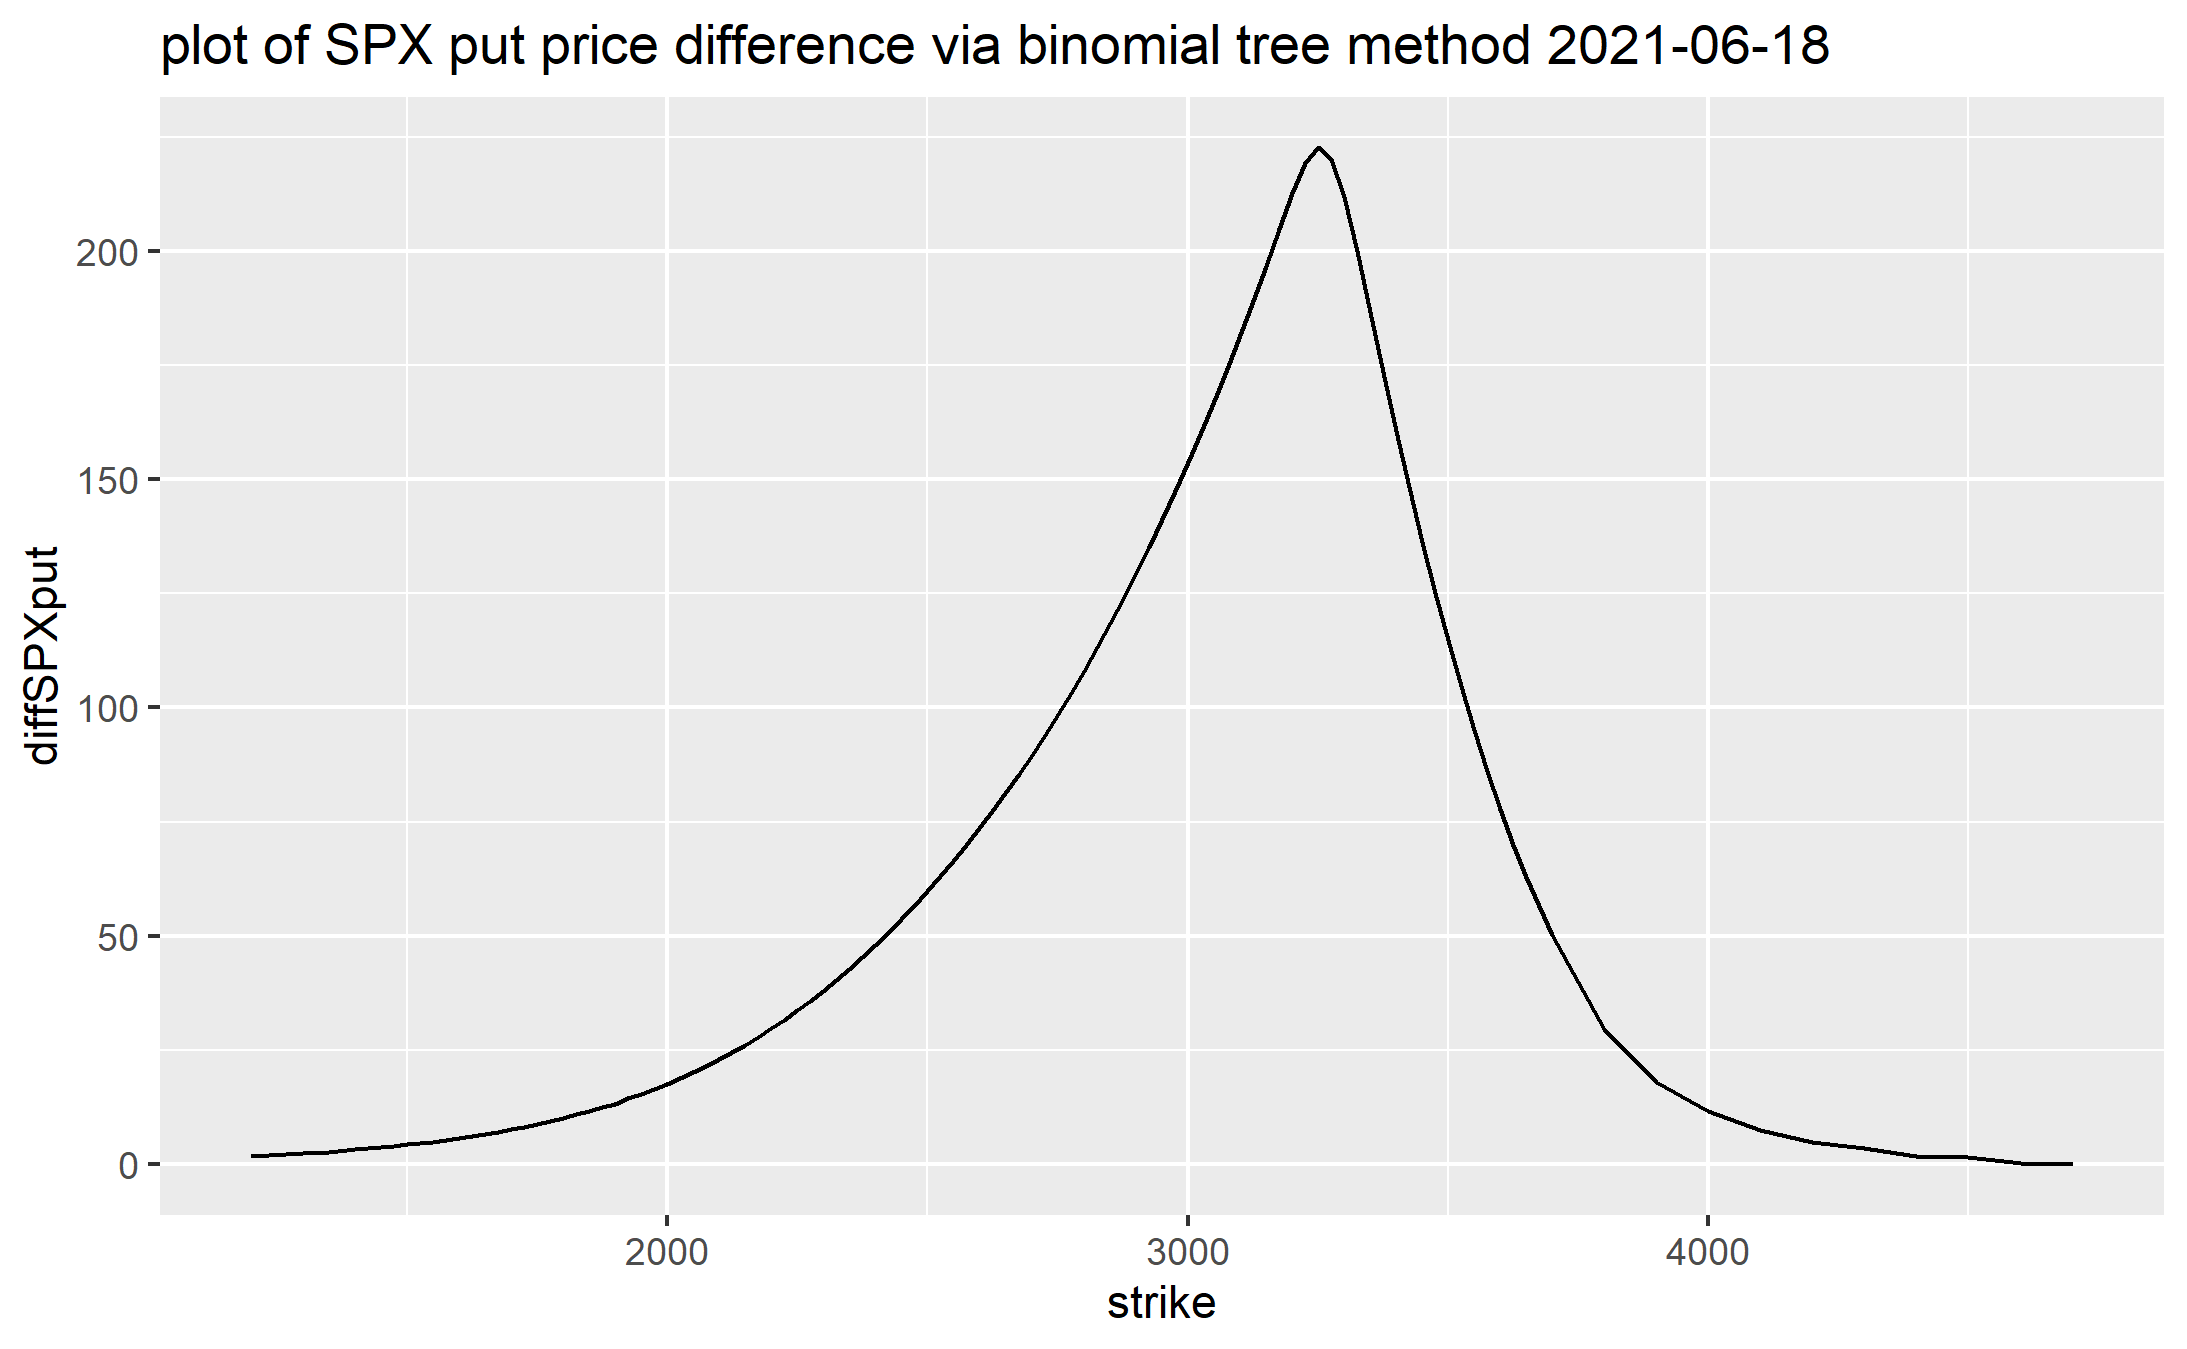 plot of SPX put price difference via binomial tree method 2021-06-18
200
150
100
50
0
diffSPXput
2000 3000 4000
strike